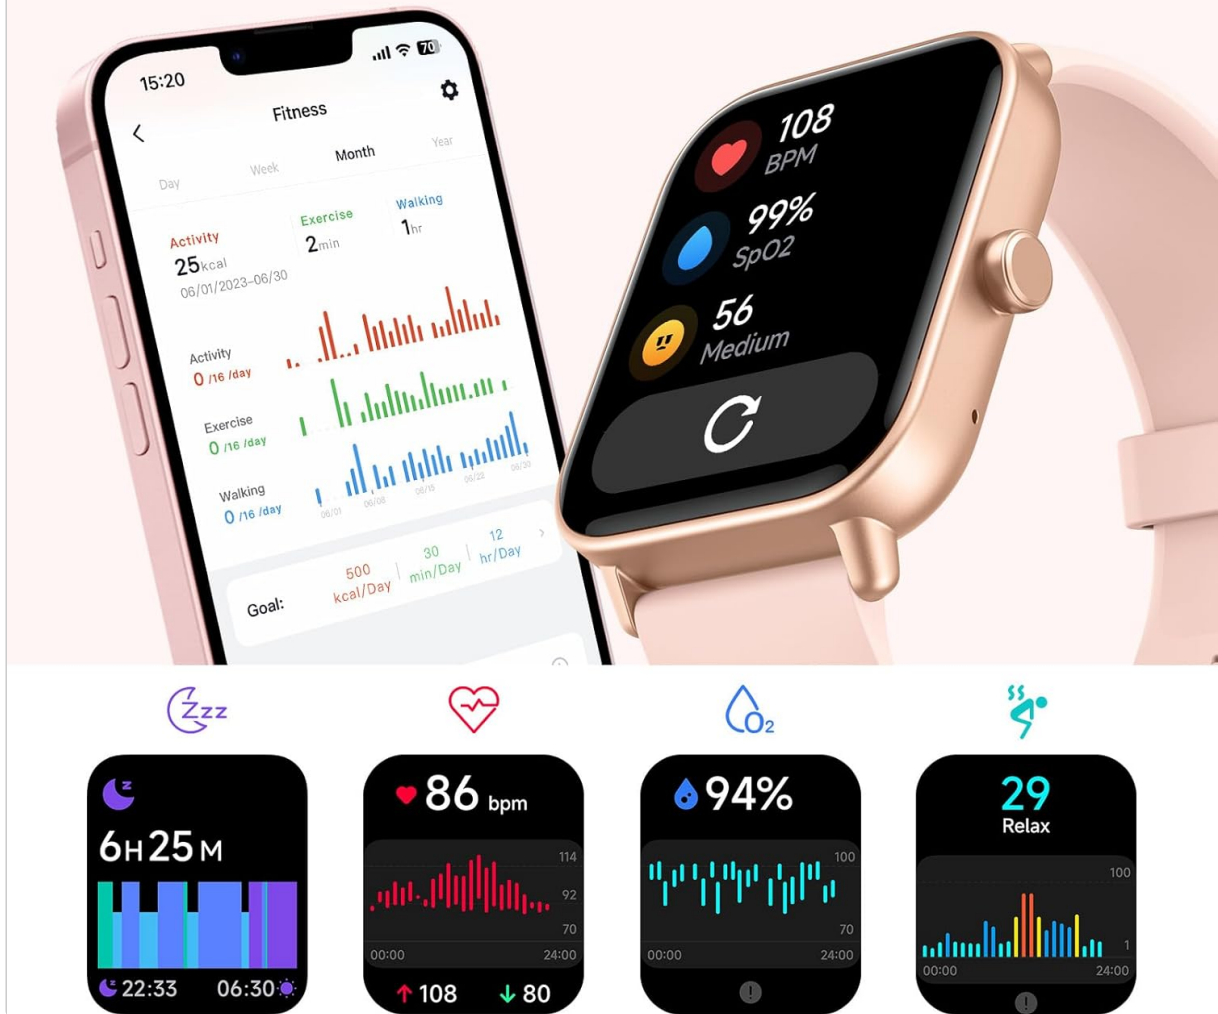 15:20
70
Fitness
Day
Week
Month
Year
Activity
25kcal
06/01/2023-06/30
Exercise
2min
Walking
1hr
Activity
0 /16 /day
Exercise
0 /16 /day
Walking
0 /16 /day
06/01
06/08
06/15
06/22
06/30
Goal:
500
kcal/Day
30
min/Day
12
hr/Day
108
BPM
99%
SpO2
56
Medium
Zzz
O2
z
6H25M
22:33 06:30
86 bpm
114
92
70
00:00 24:00
108 80
94%
100
70
00:00 24:00
29
Relax
100
1
00:00 24:00